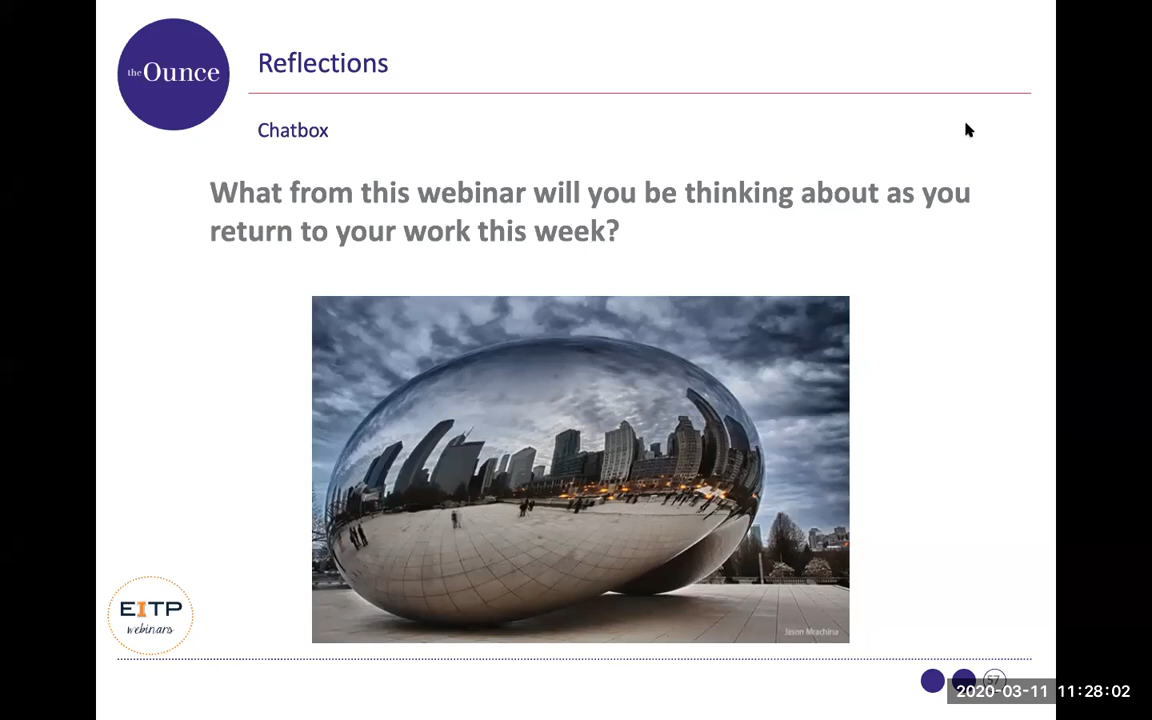 the Ounce
Reflections
Chatbox
What from this webinar will you be thinking about as you
return to your work this week?
Jason Mrachina
EITP
webinars
57
2020-03-11 11:28:02